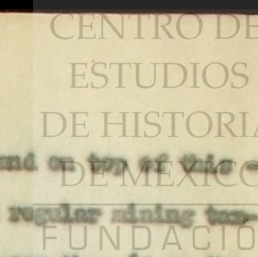 CENTRO DE
ESTUDIOS
DE HISTORIA
and on top of this
DE MEXICO
regular mining tax-
FUNDACIO